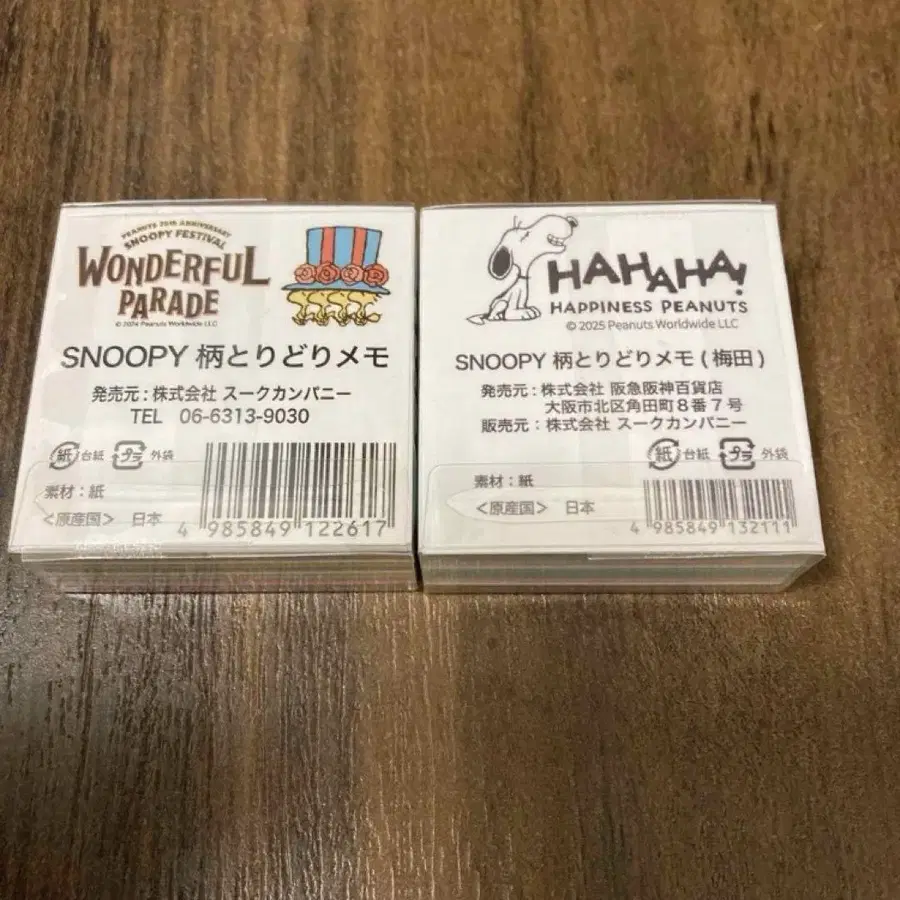 PEANUTS 75TH ANNIVERSARY
SNOOPY FESTIVAL
WONDERFUL
PARADE
© 2024 Peanuts Worldwide LLC
SNOOPY 柄とりどりメモ
発売元：株式会社 スークカンパニー
TEL 06-6313-9030
紙 台紙 プラ 外袋
素材：紙
＜原産国＞ 日本
4 985849 122617
HAHAHA!
HAPPINESS PEANUTS
© 2025 Peanuts Worldwide LLC
SNOOPY 柄とりどりメモ(梅田)
発売元：株式会社 阪急阪神百貨店
大阪市北区角田町8番7号
販売元：株式会社 スークカンパニー
紙 台紙 プラ 外袋
素材：紙
＜原産国＞ 日本
4 985849 132111